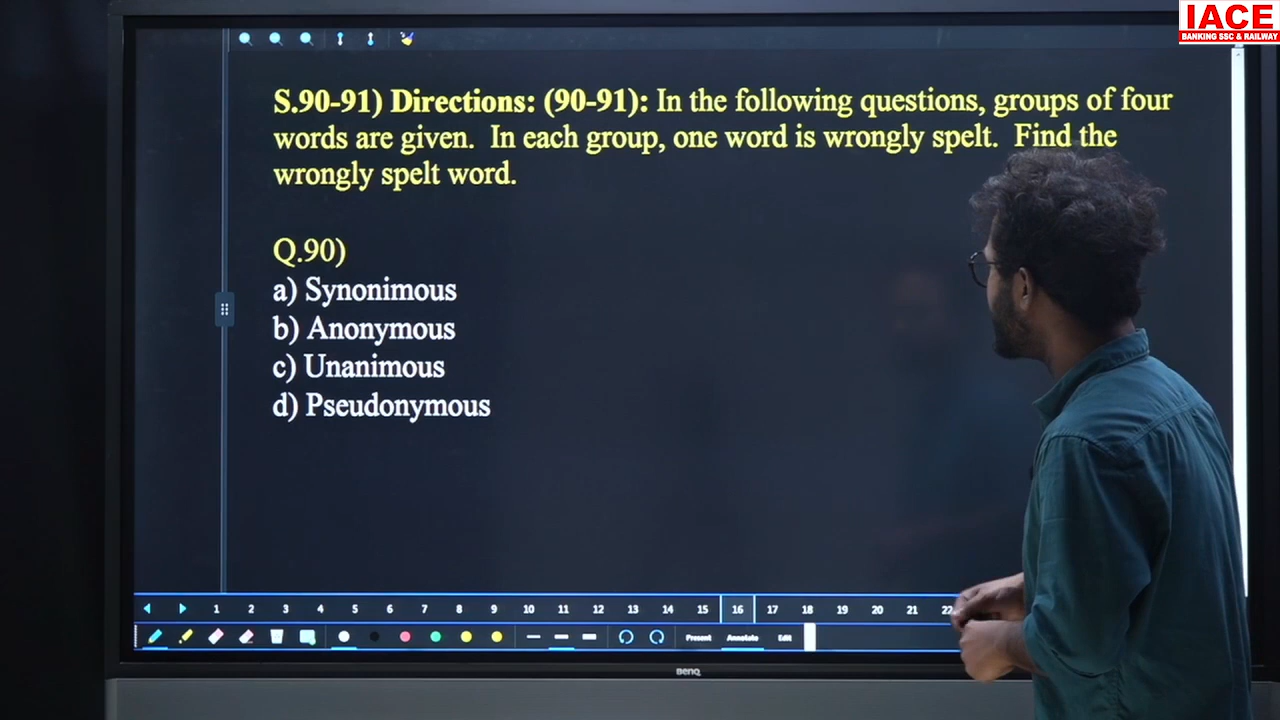 IACE
BANKING SSC & RAILWAY
S.90-91) Directions: (90-91): In the following questions, groups of four
words are given. In each group, one word is wrongly spelt. Find the
wrongly spelt word.
Q.90)
a) Synonimous
b) Anonymous
c) Unanimous
d) Pseudonymous
1 2 3 4 5 6 7 8 9 10 11 12 13 14 15 16 17 18 19 20 21 22
Present Annotate Edit
BenQ